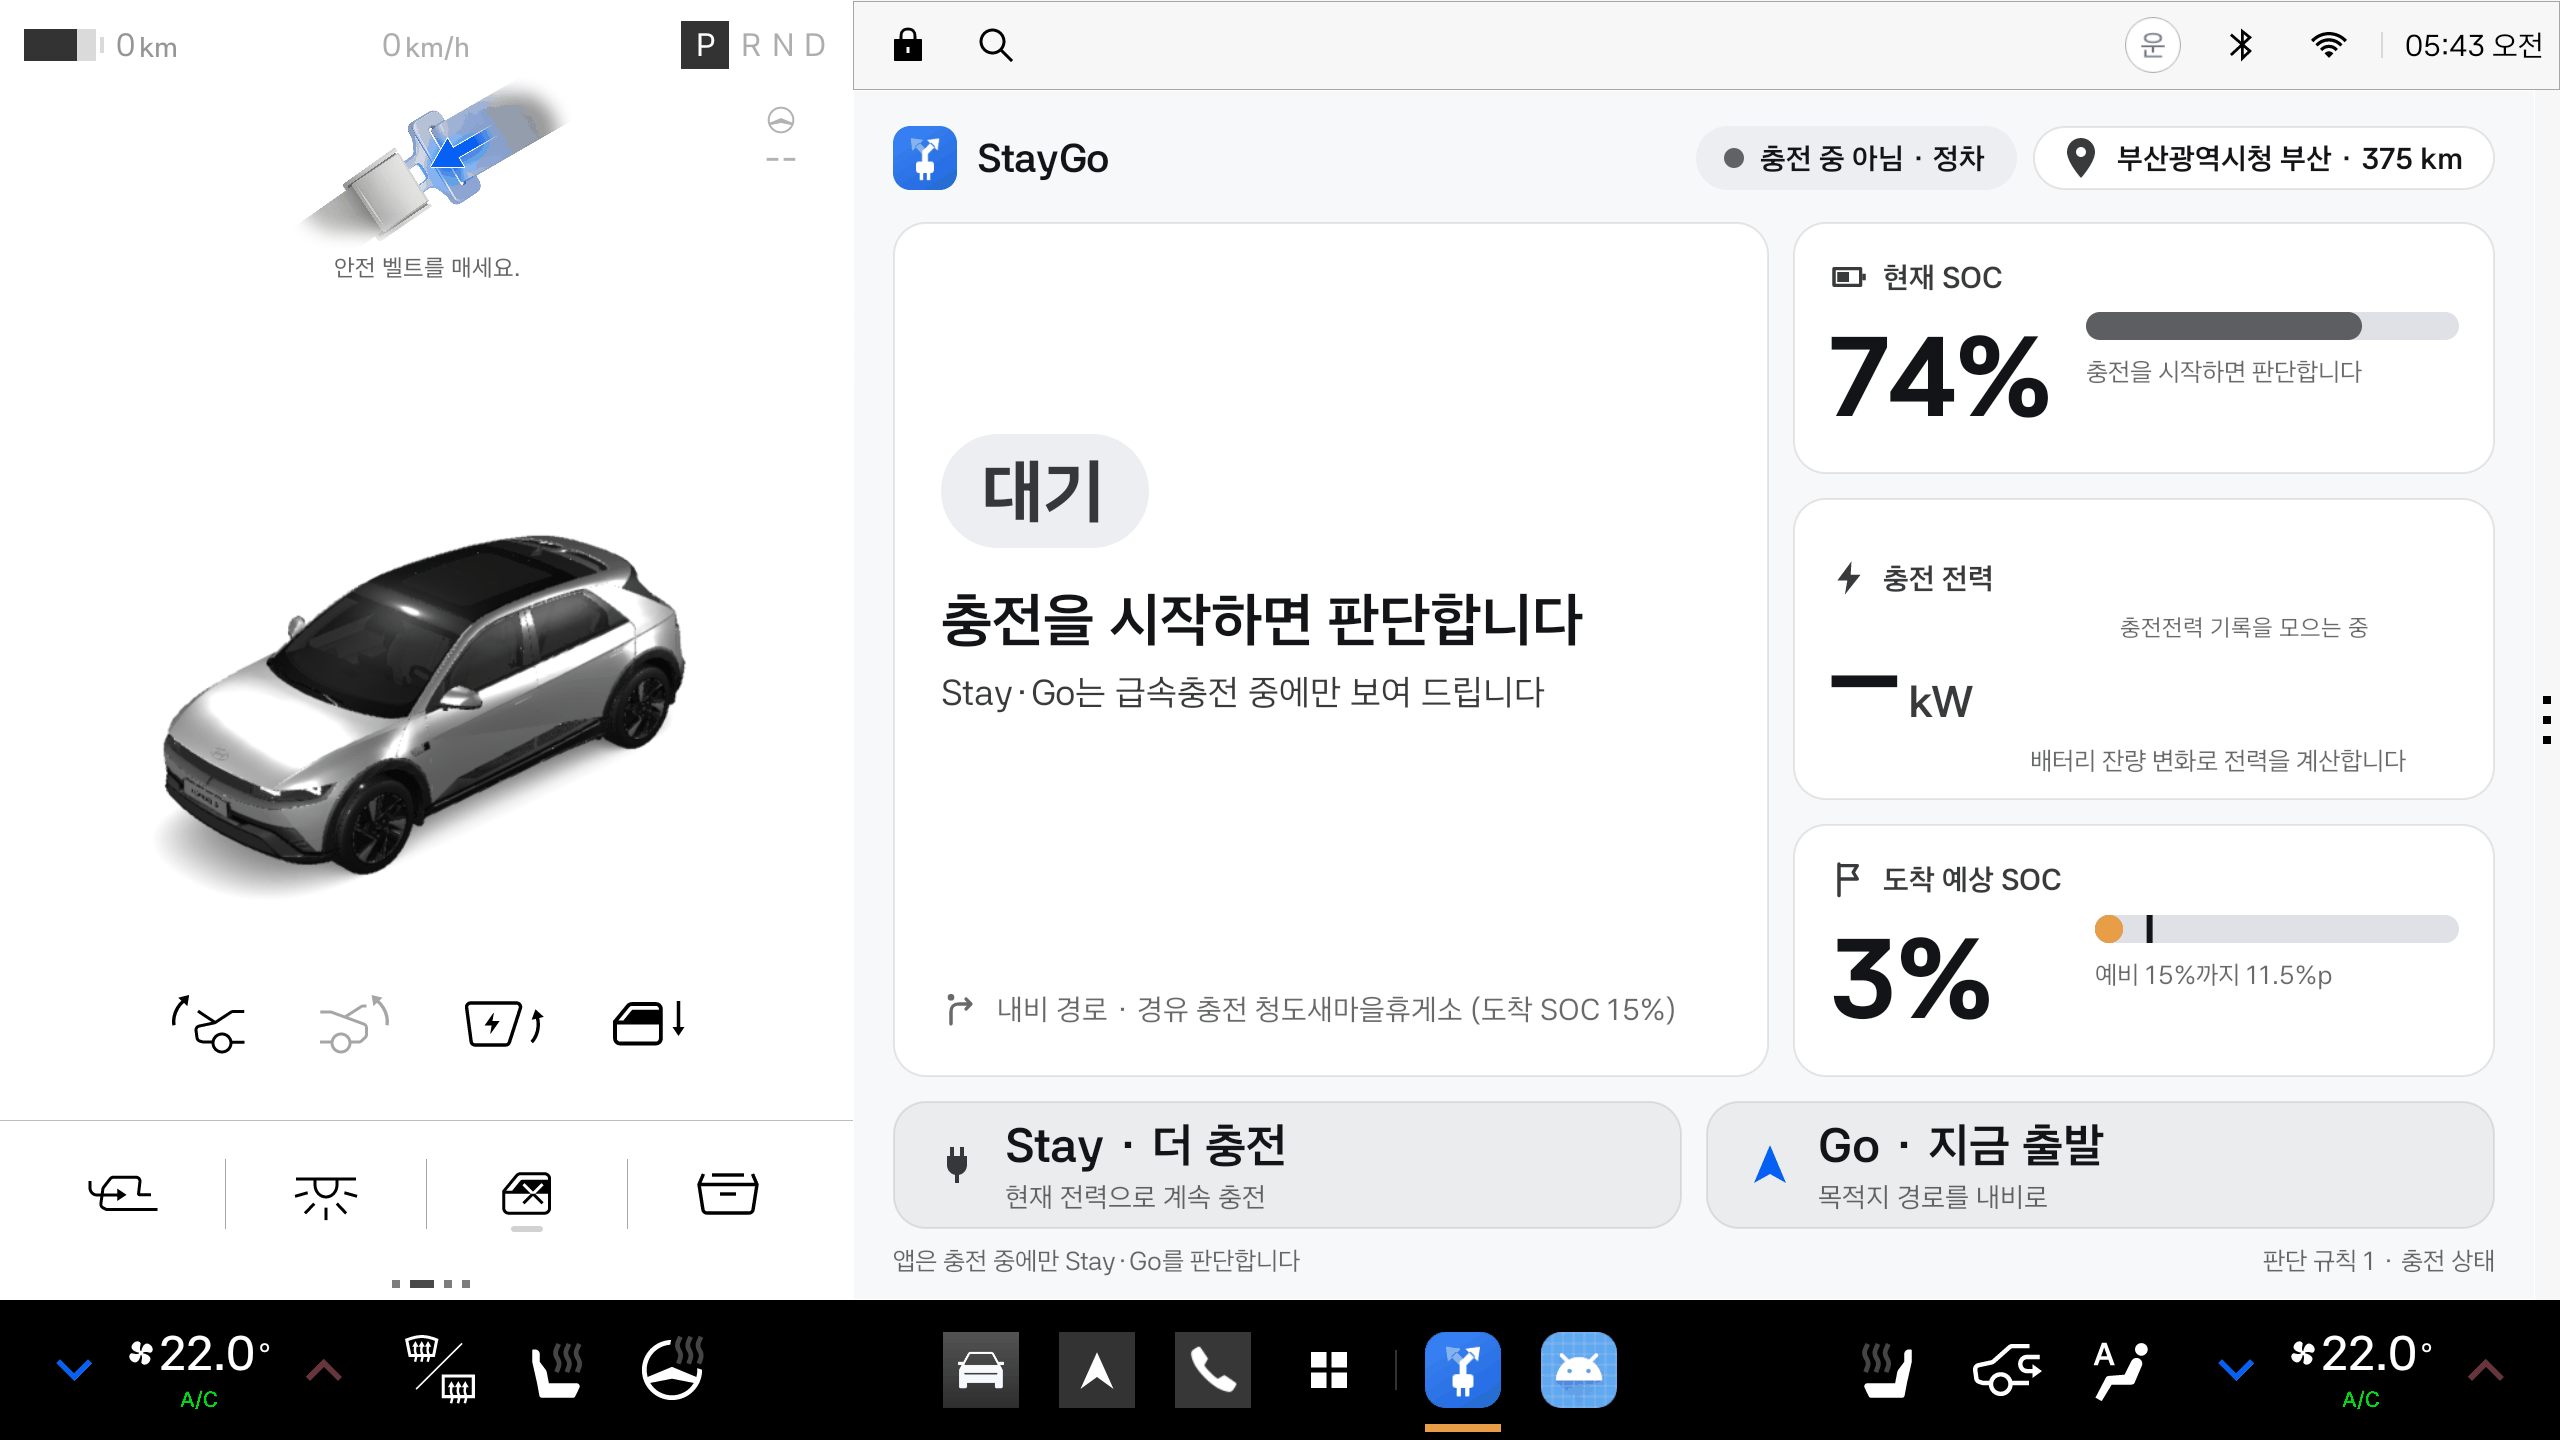 0 km
0 km/h
P R N D
운
05:43 오전
--
안전 벨트를 매세요.
StayGo
충전 중 아님 · 정차
부산광역시청 부산 · 375 km
대기
충전을 시작하면 판단합니다
Stay·Go는 급속충전 중에만 보여 드립니다
내비 경로 · 경유 충전 청도새마을휴게소 (도착 SOC 15%)
현재 SOC
74%
충전을 시작하면 판단합니다
충전 전력
충전전력 기록을 모으는 중
— kW
배터리 잔량 변화로 전력을 계산합니다
도착 예상 SOC
3%
예비 15%까지 11.5%p
Stay · 더 충전
현재 전력으로 계속 충전
Go · 지금 출발
목적지 경로를 내비로
앱은 충전 중에만 Stay·Go를 판단합니다
판단 규칙 1 · 충전 상태
22.0°
A/C
A
22.0°
A/C